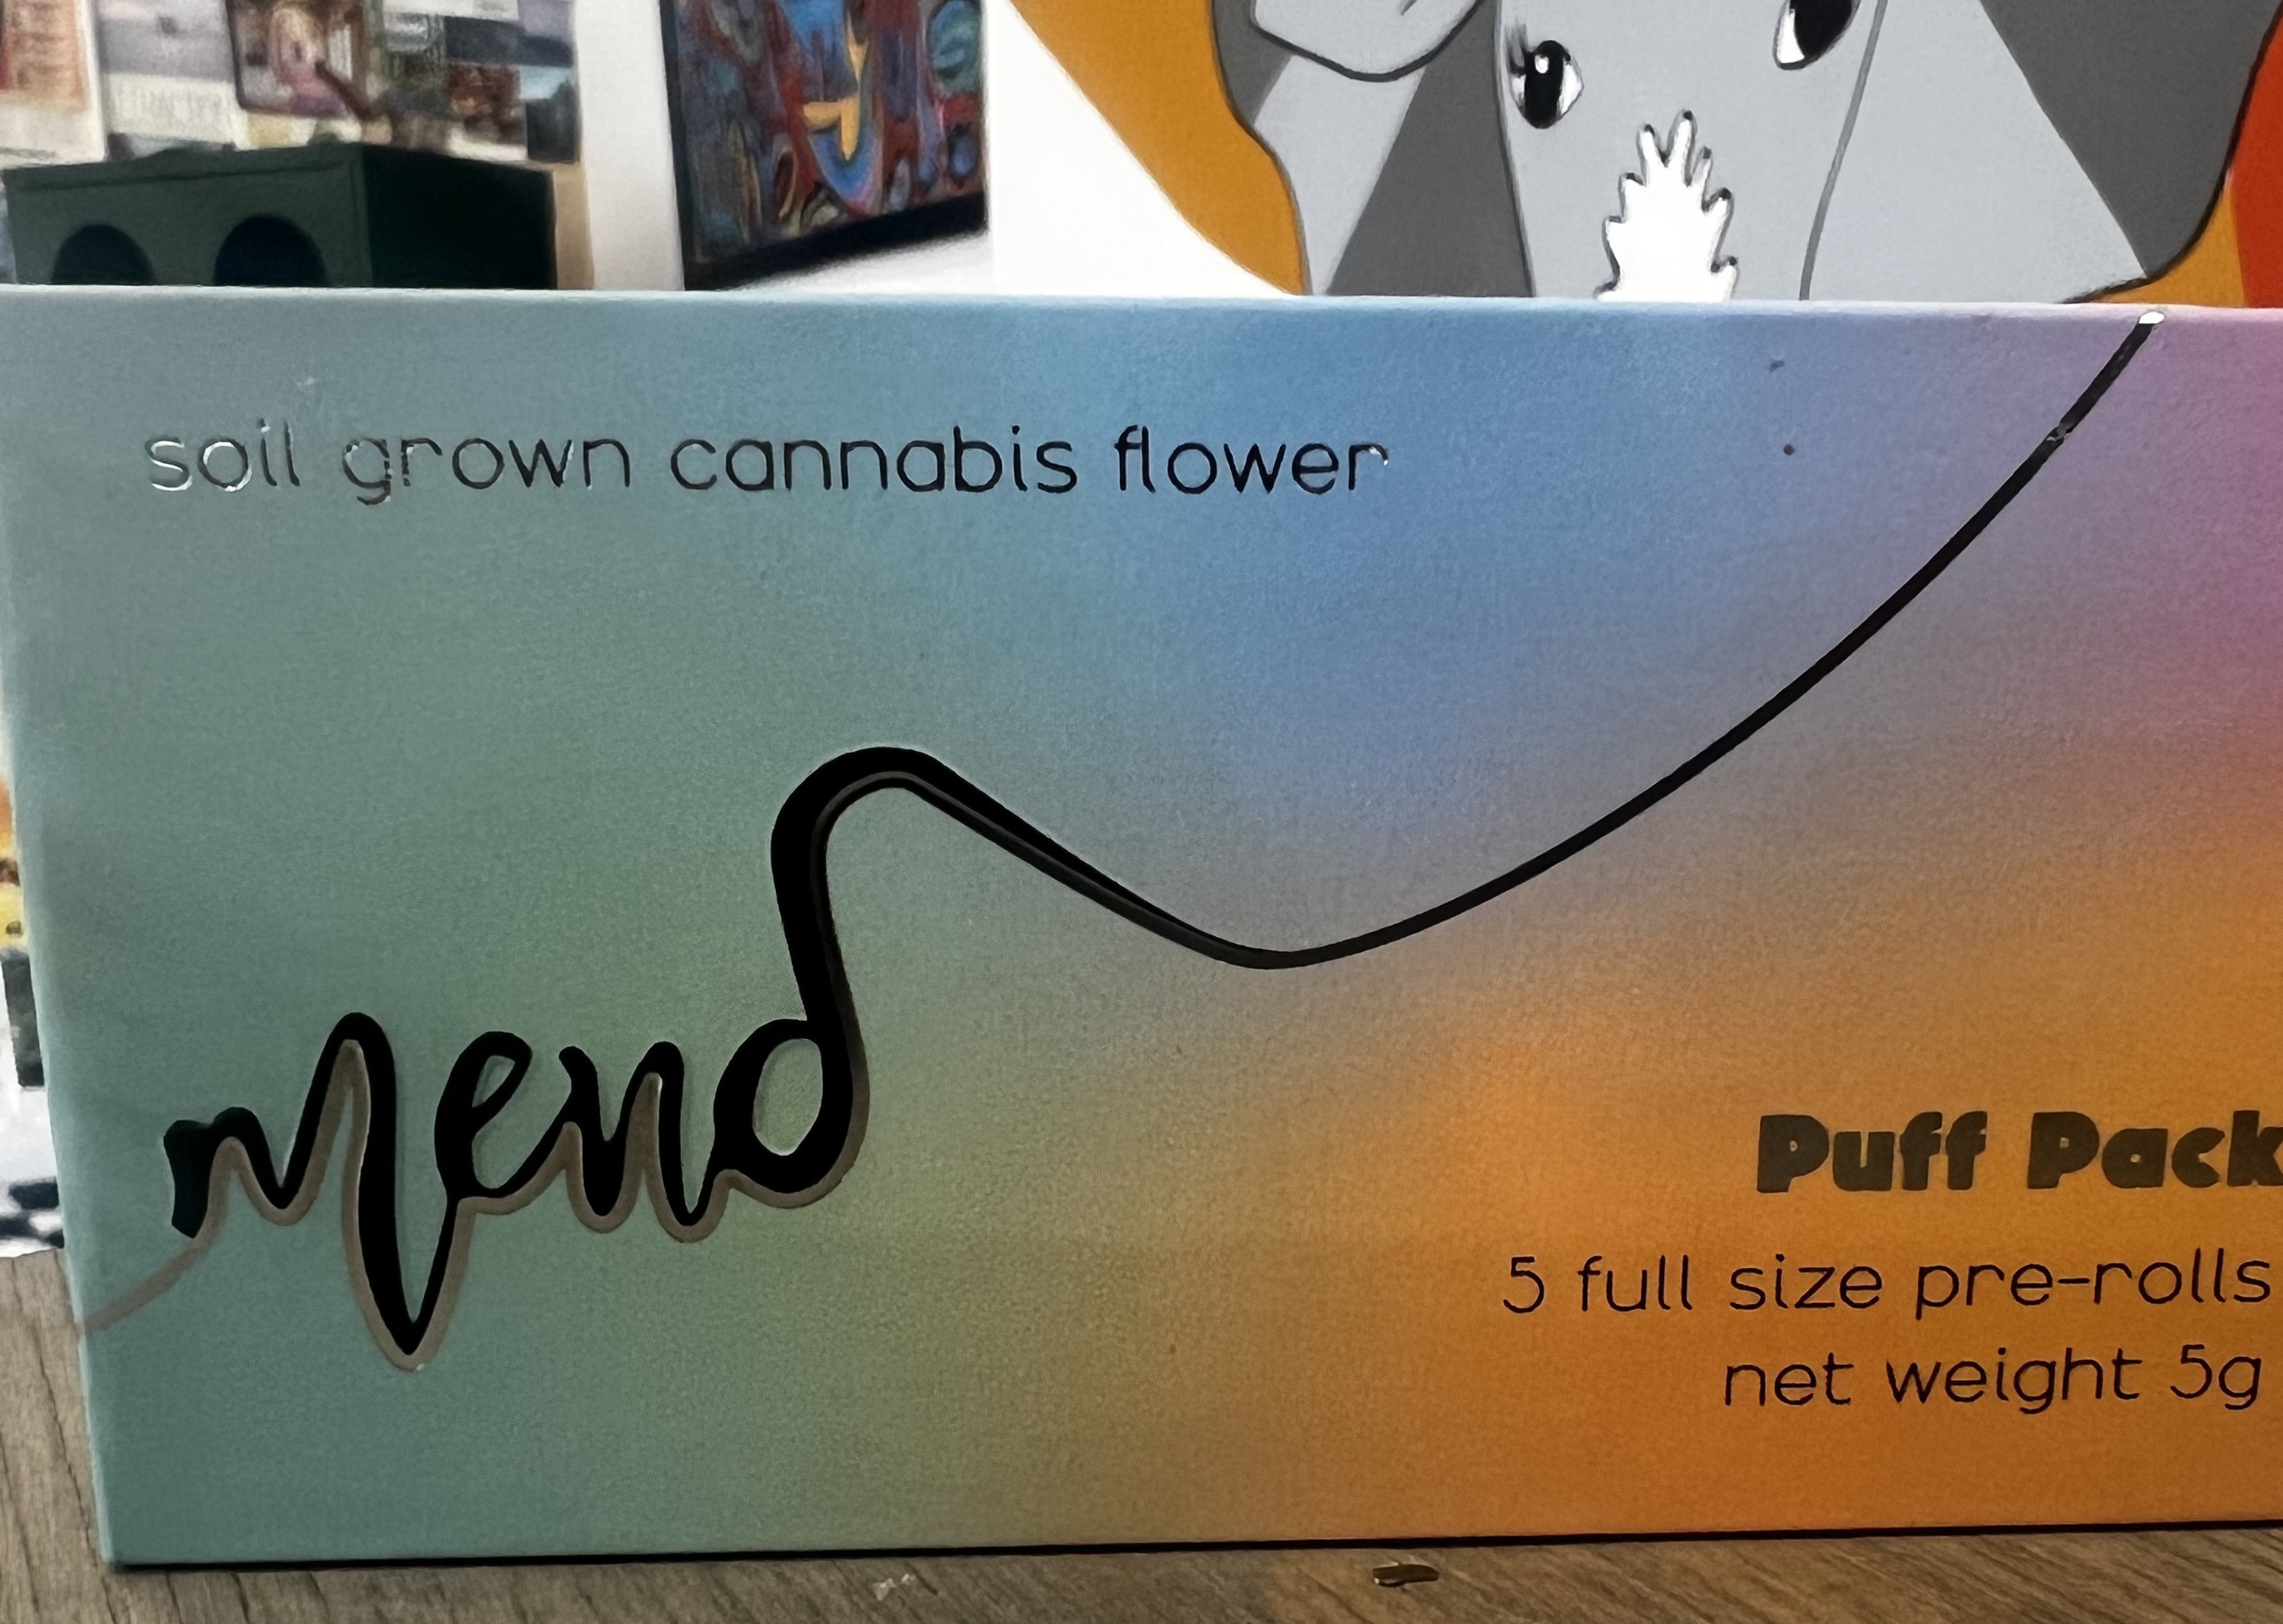 soil grown cannabis flower
mend
Puff Pack
5 full size pre-rolls
net weight 5g